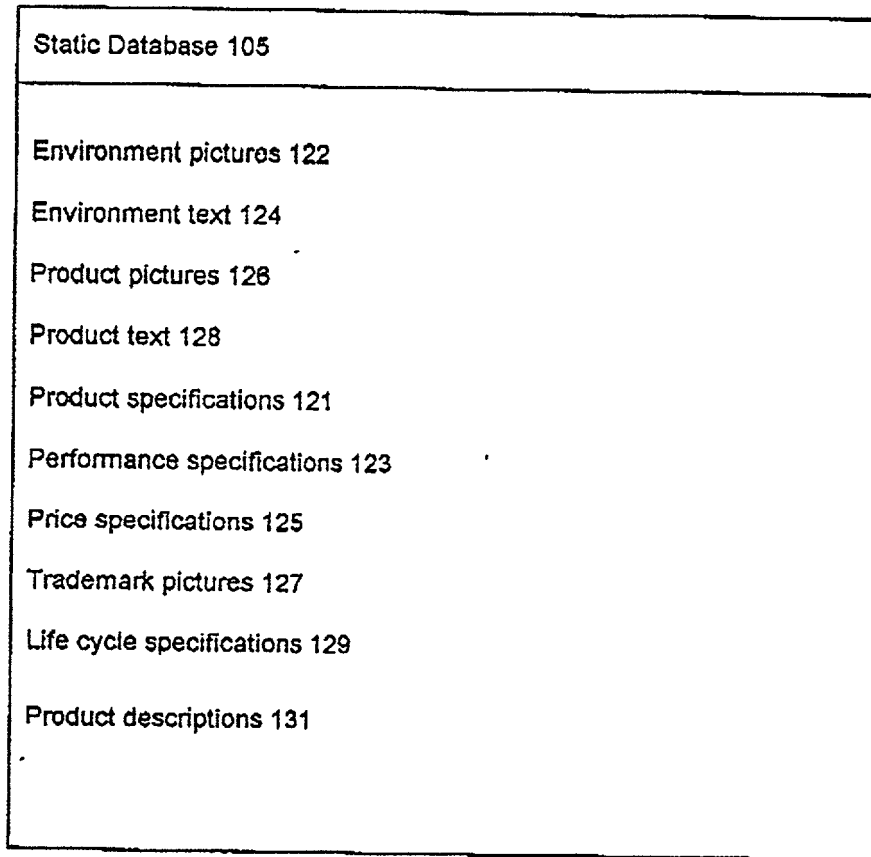 Static Database 105
Environment pictures 122
Environment text 124
Product pictures 126
Product text 128
Product specifications 121
Performance specifications 123
Price specifications 125
Trademark pictures 127
Life cycle specifications 129
Product descriptions 131